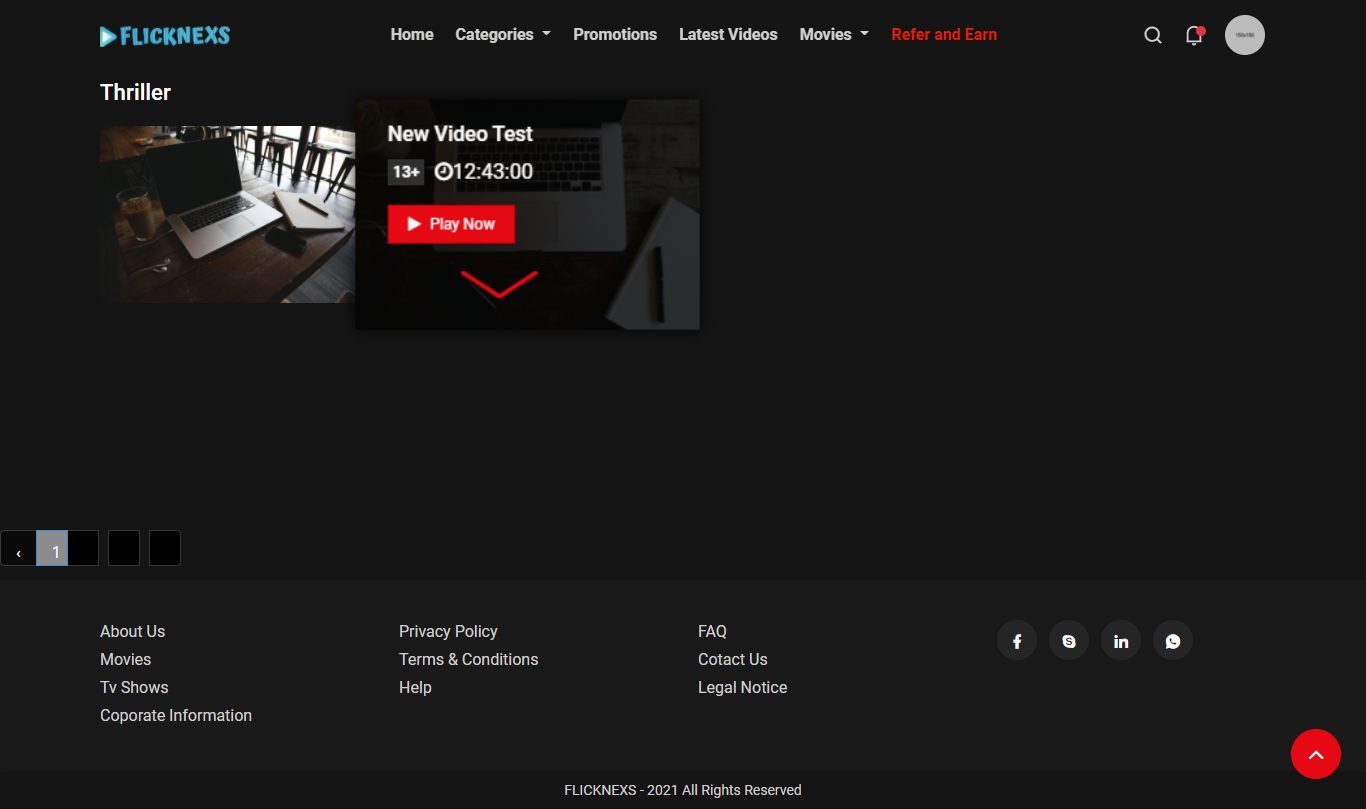 FLICKNEXS
Home Categories Promotions Latest Videos Movies Refer and Earn
150x150
Thriller
New Video Test
13+ 12:43:00
Play Now
‹ 1
About Us
Movies
Tv Shows
Coporate Information
Privacy Policy
Terms & Conditions
Help
FAQ
Cotact Us
Legal Notice
FLICKNEXS - 2021 All Rights Reserved